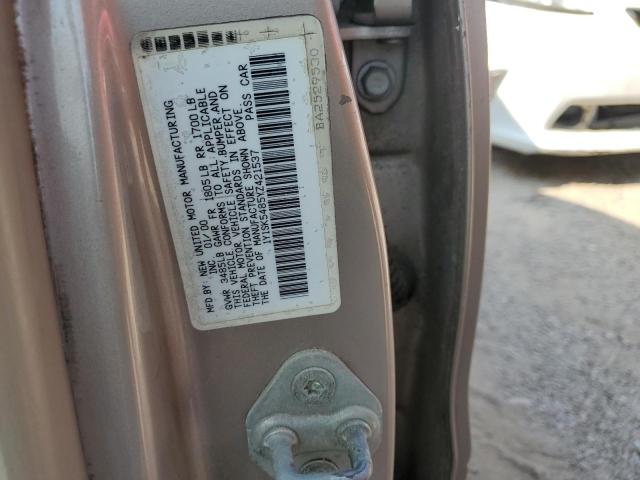 MFD BY: NEW UNITED MOTOR MANUFACTURING
INC. 01/00
GVWR 3485LB GAWR FR 1805LB RR 1700LB
THIS VEHICLE CONFORMS TO ALL APPLICABLE
FEDERAL MOTOR VEHICLE SAFETY, BUMPER, AND
THEFT PREVENTION STANDARDS IN EFFECT ON
THE DATE OF MANUFACTURE SHOWN ABOVE.
1Y1SK5485YZ421537 PASS CAR
BA2529530